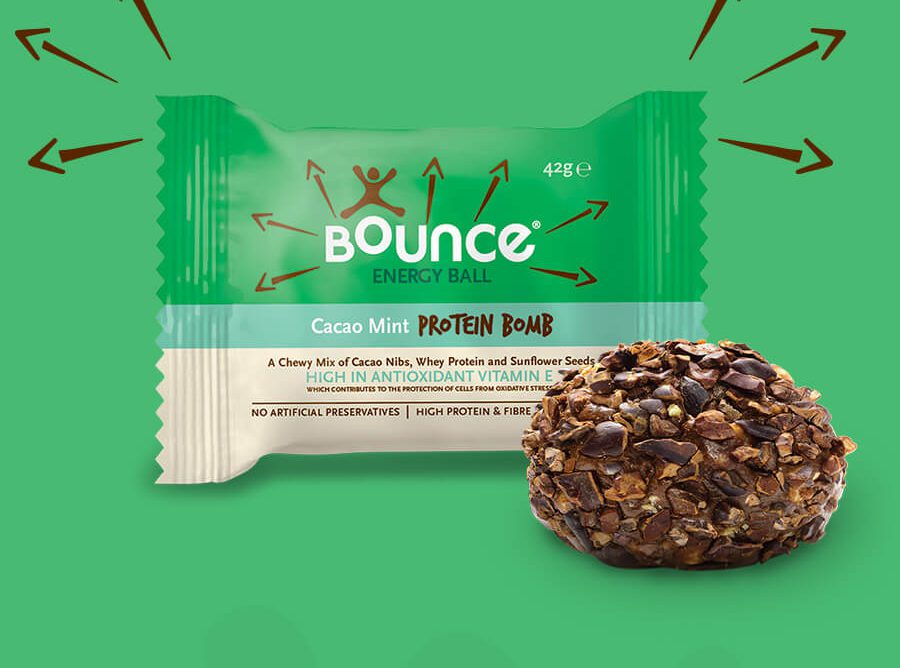 42g ℮
BOUNCE®
ENERGY BALL
Cacao Mint PROTEIN BOMB
A Chewy Mix of Cacao Nibs, Whey Protein and Sunflower Seeds
HIGH IN ANTIOXIDANT VITAMIN E
WHICH CONTRIBUTES TO THE PROTECTION OF CELLS FROM OXIDATIVE STRESS
NO ARTIFICIAL PRESERVATIVES | HIGH PROTEIN & FIBRE